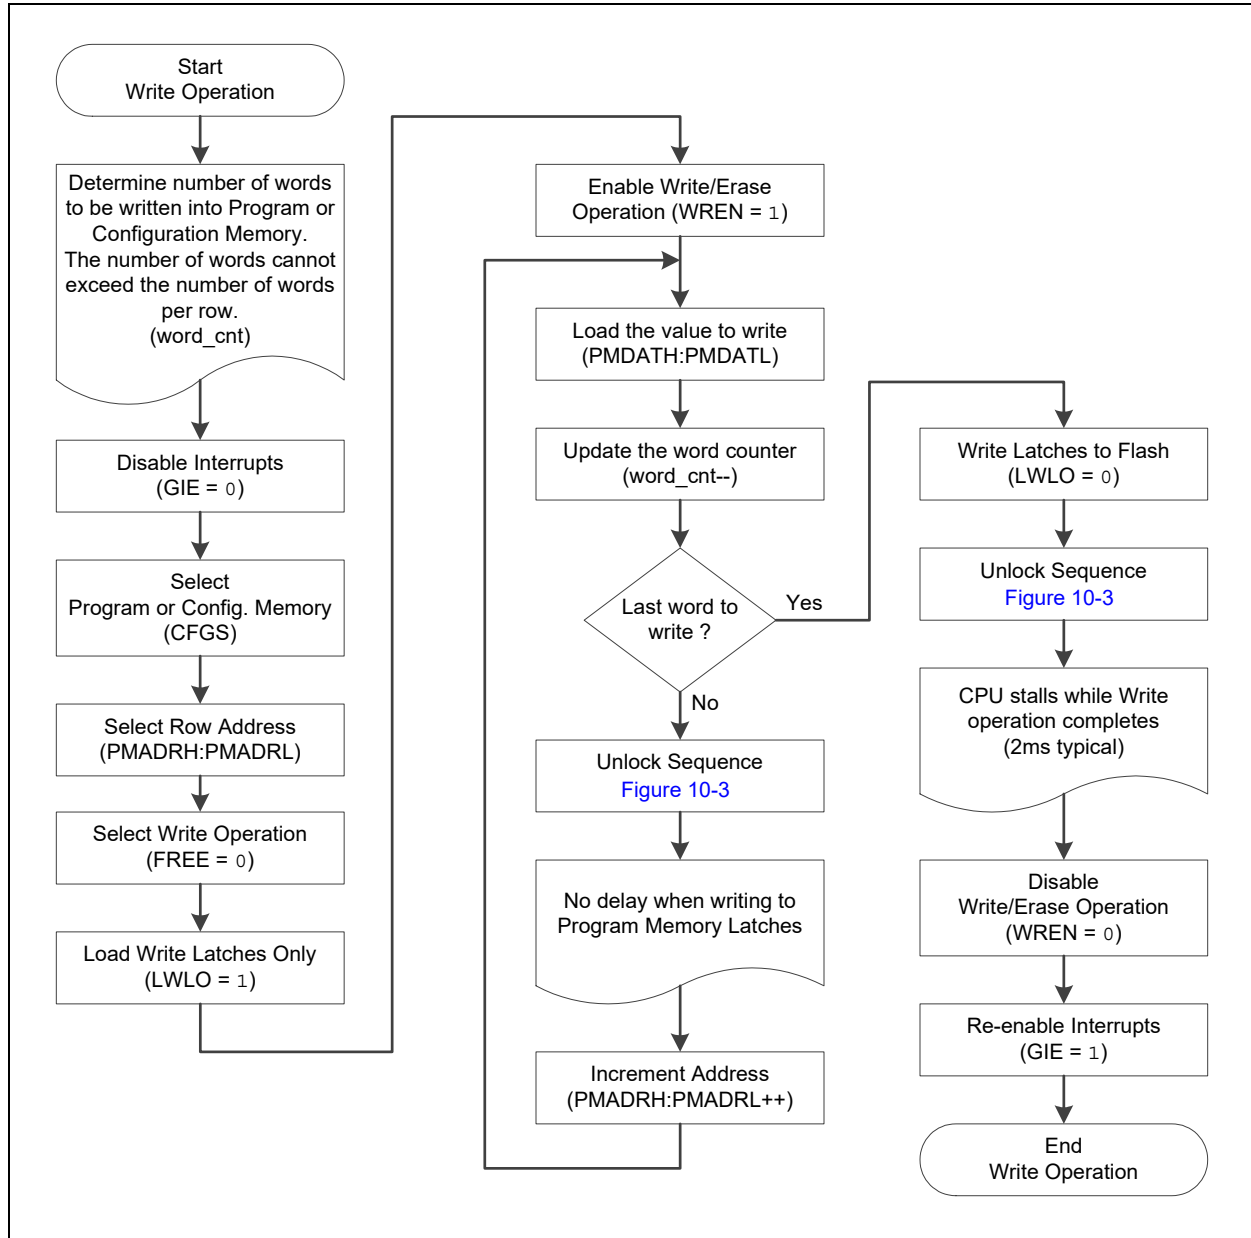 Start
Write Operation
Determine number of words
to be written into Program or
Configuration Memory.
The number of words cannot
exceed the number of words
per row.
(word_cnt)
Disable Interrupts
(GIE = 0)
Select
Program or Config. Memory
(CFGS)
Select Row Address
(PMADRH:PMADRL)
Select Write Operation
(FREE = 0)
Load Write Latches Only
(LWLO = 1)
Enable Write/Erase
Operation (WREN = 1)
Load the value to write
(PMDATH:PMDATL)
Update the word counter
(word_cnt--)
Last word to
write ?
Yes
No
Unlock Sequence
Figure 10-3
No delay when writing to
Program Memory Latches
Increment Address
(PMADRH:PMADRL++)
Write Latches to Flash
(LWLO = 0)
Unlock Sequence
Figure 10-3
CPU stalls while Write
operation completes
(2ms typical)
Disable
Write/Erase Operation
(WREN = 0)
Re-enable Interrupts
(GIE = 1)
End
Write Operation